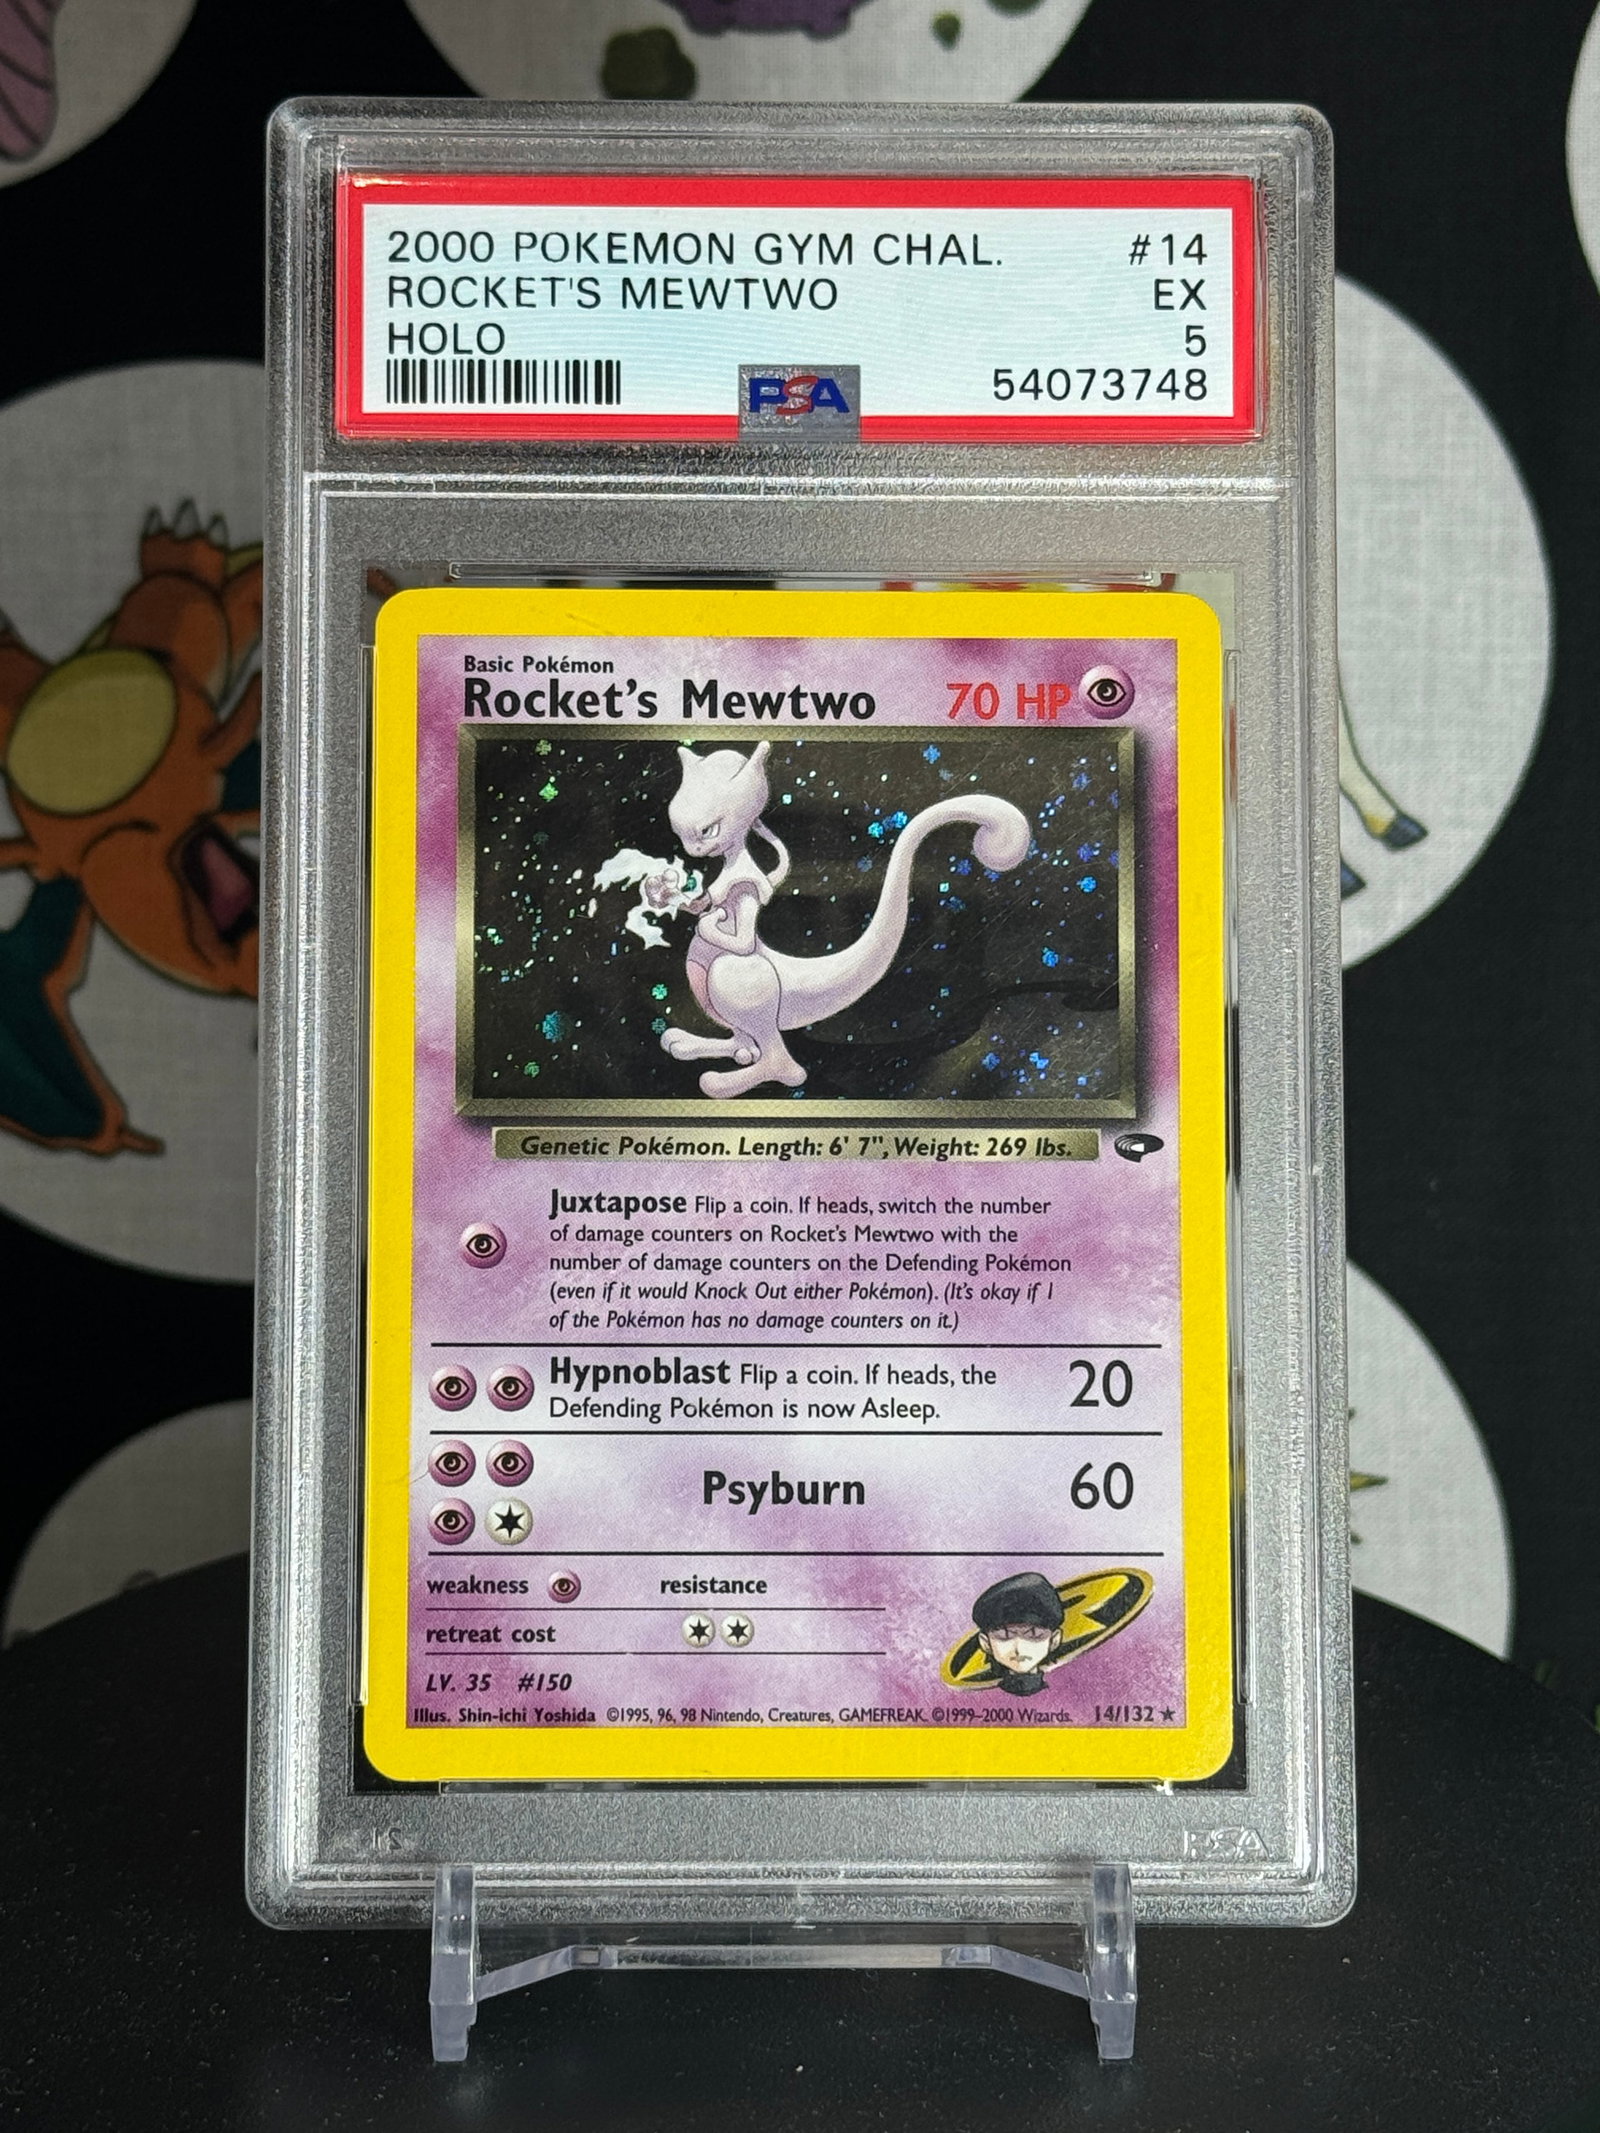 2000 POKEMON GYM CHAL. #14
ROCKET'S MEWTWO EX
HOLO 5
PSA 54073748
Basic Pokémon
Rocket's Mewtwo 70 HP
Genetic Pokémon. Length: 6' 7", Weight: 269 lbs.
Juxtapose Flip a coin. If heads, switch the number
of damage counters on Rocket's Mewtwo with the
number of damage counters on the Defending Pokémon
(even if it would Knock Out either Pokémon). (It's okay if 1
of the Pokémon has no damage counters on it.)
Hypnoblast Flip a coin. If heads, the 20
Defending Pokémon is now Asleep.
Psyburn 60
weakness resistance
retreat cost
LV. 35 #150
Illus. Shin-ichi Yoshida ©1995, 96, 98 Nintendo, Creatures, GAMEFREAK. ©1999-2000 Wizards. 14/132 ★
PSA